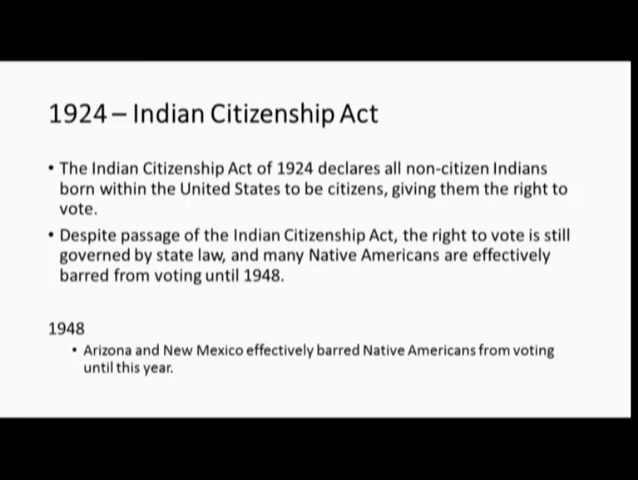 1924 – Indian Citizenship Act
• The Indian Citizenship Act of 1924 declares all non-citizen Indians
born within the United States to be citizens, giving them the right to
vote.
• Despite passage of the Indian Citizenship Act, the right to vote is still
governed by state law, and many Native Americans are effectively
barred from voting until 1948.
1948
• Arizona and New Mexico effectively barred Native Americans from voting
until this year.